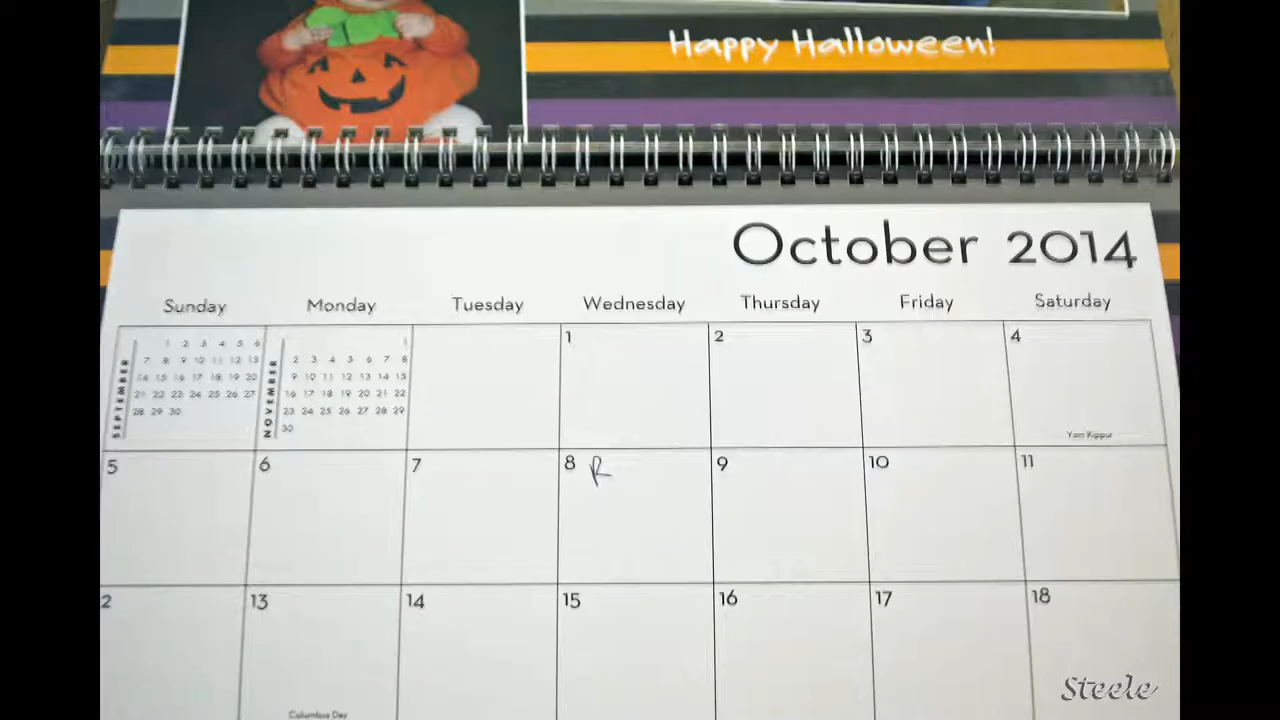 Happy Halloween!
October 2014
Sunday Monday Tuesday Wednesday Thursday Friday Saturday
SEPTEMBER
1 2 3 4 5 6
7 8 9 10 11 12 13
14 15 16 17 18 19 20
21 22 23 24 25 26 27
28 29 30
NOVEMBER
1
2 3 4 5 6 7 8
9 10 11 12 13 14 15
16 17 18 19 20 21 22
23 24 25 26 27 28 29
30
1 2 3 4
Yom Kippur
5 6 7 8 R 9 10 11
2 13 14 15 16 17 18
Columbus Day
Steele